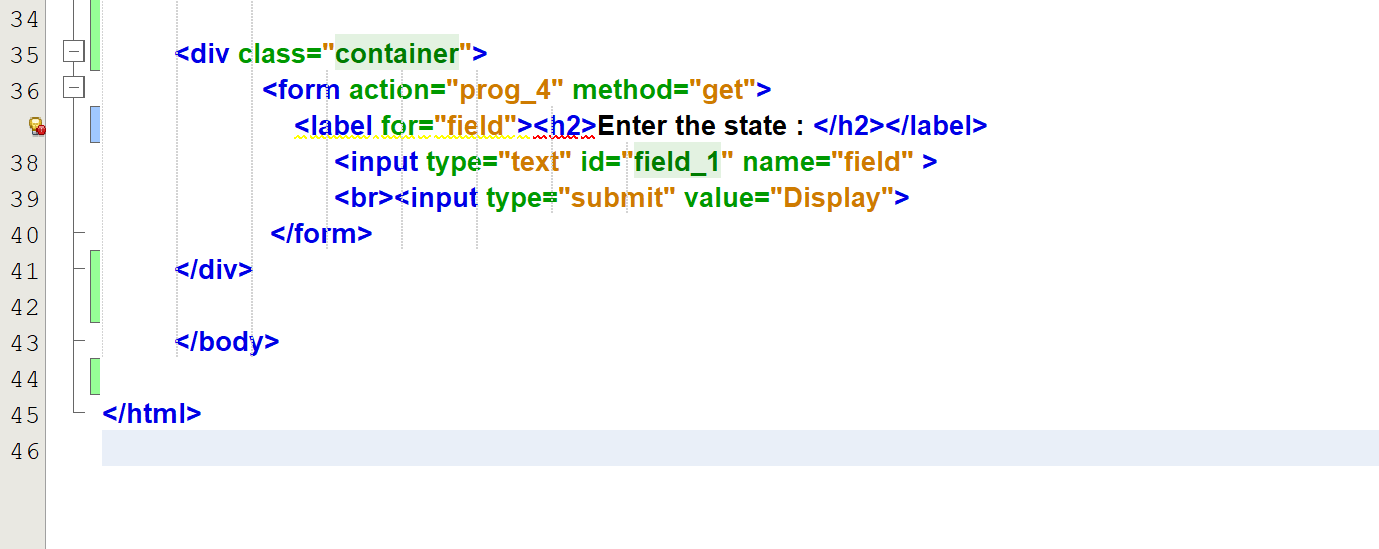 34
35 <div class="container">
36 <form action="prog_4" method="get">
<label for="field"><h2>Enter the state : </h2></label>
38 <input type="text" id="field_1" name="field" >
39 <br><input type="submit" value="Display">
40 </form>
41 </div>
42
43 </body>
44
45 </html>
46